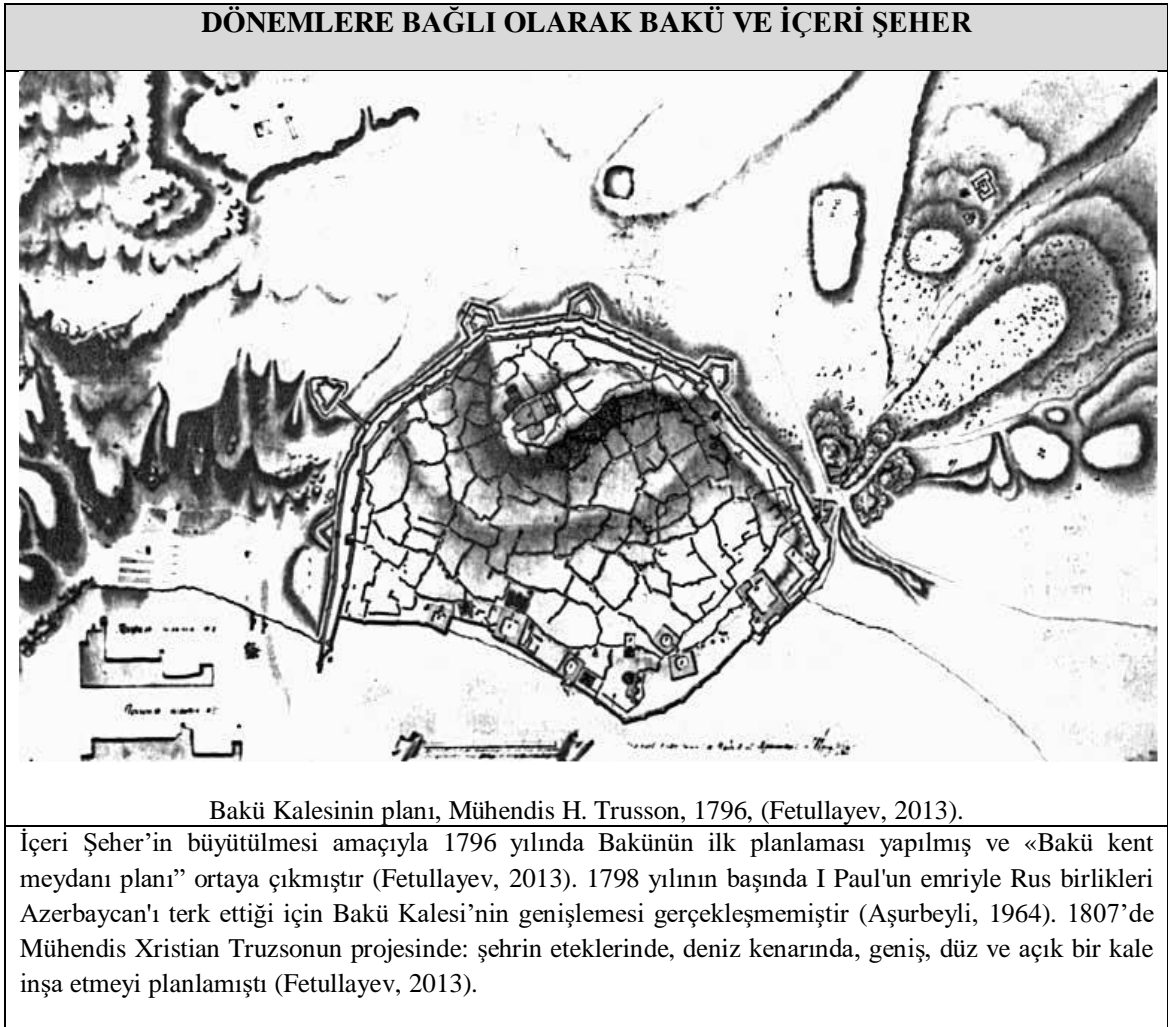 DÖNEMLERE BAĞLI OLARAK BAKÜ VE İÇERİ ŞEHER
Bakü Kalesinin planı, Mühendis H. Trusson, 1796, (Fetullayev, 2013).
İçeri Şeher’in büyütülmesi amaçıyla 1796 yılında Bakünün ilk planlaması yapılmış ve «Bakü kent
meydanı planı” ortaya çıkmıştır (Fetullayev, 2013). 1798 yılının başında I Paul'un emriyle Rus birlikleri
Azerbaycan'ı terk ettiği için Bakü Kalesi’nin genişlemesi gerçekleşmemiştir (Aşurbeyli, 1964). 1807’de
Mühendis Xristian Truzsonun projesinde: şehrin eteklerinde, deniz kenarında, geniş, düz ve açık bir kale
inşa etmeyi planlamıştı (Fetullayev, 2013).